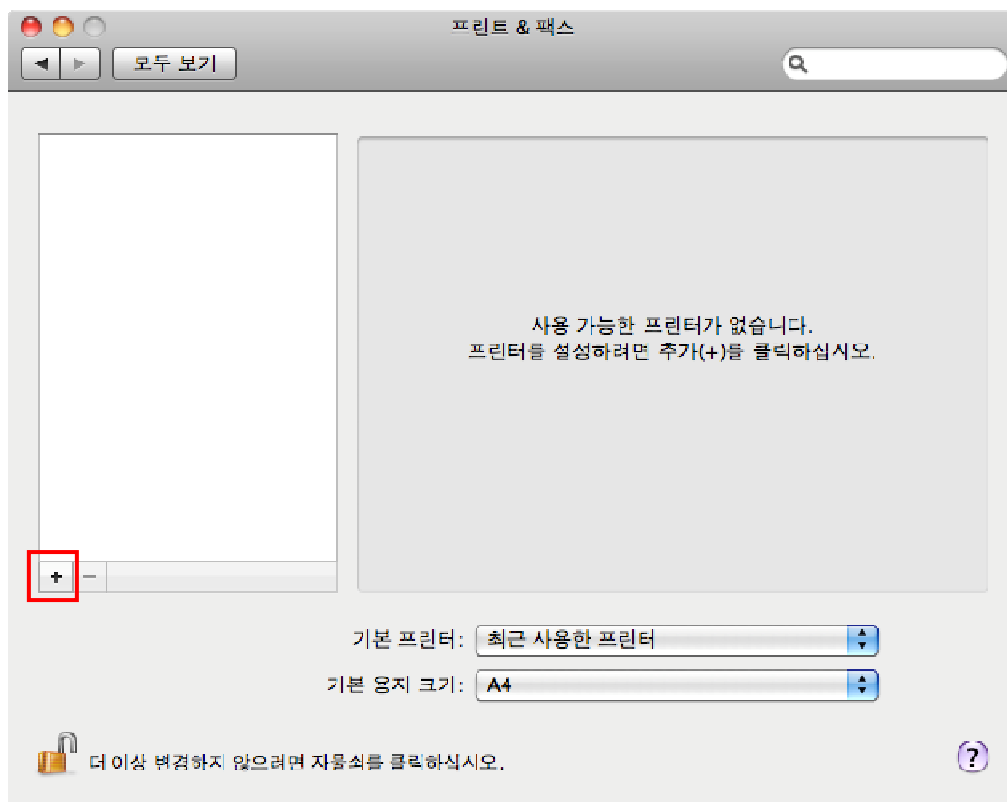 프린트 & 팩스
모두 보기
사용 가능한 프린터가 없습니다.
프린터를 설정하려면 추가(+)를 클릭하십시오.
+ −
기본 프린터: 최근 사용한 프린터
기본 용지 크기: A4
더 이상 변경하지 않으려면 자물쇠를 클릭하십시오.
?